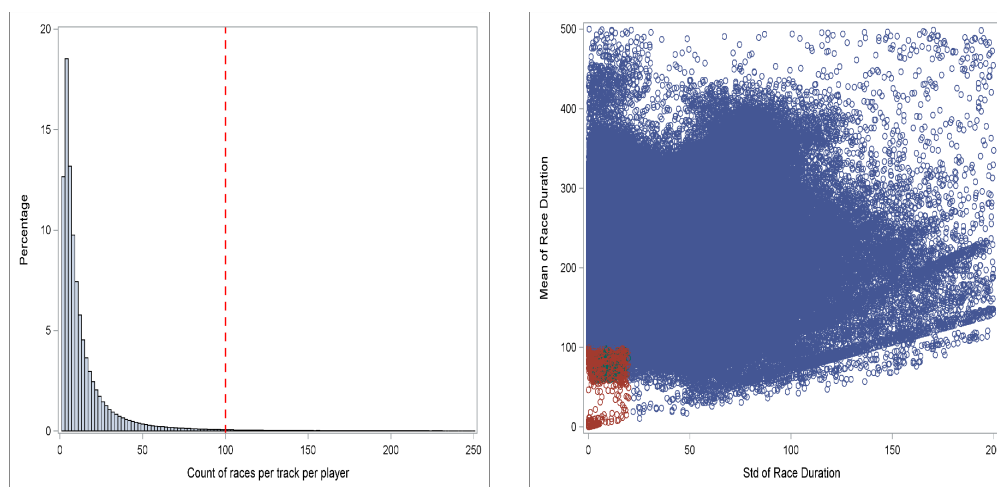 20
15
10
5
0
Percentage
0 50 100 150 200 250
Count of races per track per player
500
400
300
200
100
0
Mean of Race Duration
0 50 100 150 200
Std of Race Duration